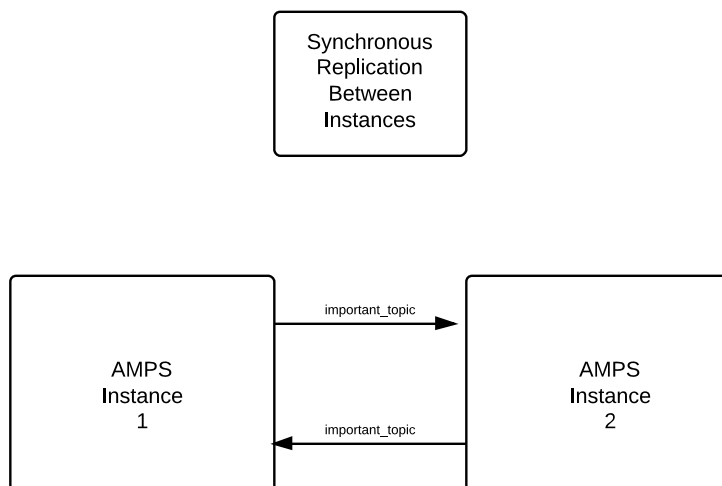 Synchronous
Replication
Between
Instances
important_topic
AMPS
Instance
1
AMPS
Instance
2
important_topic